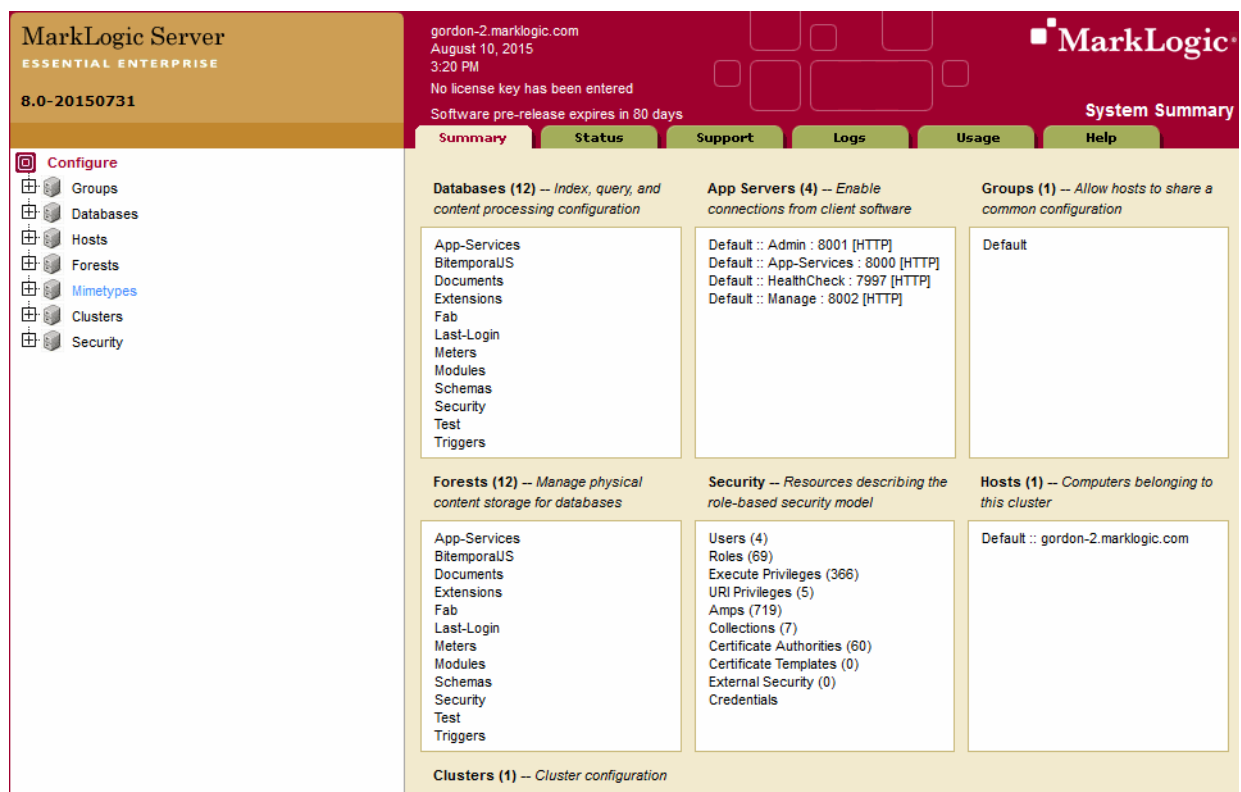 MarkLogic Server
ESSENTIAL ENTERPRISE
8.0-20150731
gordon-2.marklogic.com
August 10, 2015
3:20 PM
No license key has been entered
Software pre-release expires in 80 days
MarkLogic
System Summary
Summary
Status
Support
Logs
Usage
Help
Configure
Groups
Databases
Hosts
Forests
Mimetypes
Clusters
Security
Databases (12) -- Index, query, and
content processing configuration
App-Services
BitemporalJS
Documents
Extensions
Fab
Last-Login
Meters
Modules
Schemas
Security
Test
Triggers
App Servers (4) -- Enable
connections from client software
Default :: Admin : 8001 [HTTP]
Default :: App-Services : 8000 [HTTP]
Default :: HealthCheck : 7997 [HTTP]
Default :: Manage : 8002 [HTTP]
Groups (1) -- Allow hosts to share a
common configuration
Default
Forests (12) -- Manage physical
content storage for databases
App-Services
BitemporalJS
Documents
Extensions
Fab
Last-Login
Meters
Modules
Schemas
Security
Test
Triggers
Security -- Resources describing the
role-based security model
Users (4)
Roles (69)
Execute Privileges (366)
URI Privileges (5)
Amps (719)
Collections (7)
Certificate Authorities (60)
Certificate Templates (0)
External Security (0)
Credentials
Hosts (1) -- Computers belonging to
this cluster
Default :: gordon-2.marklogic.com
Clusters (1) -- Cluster configuration